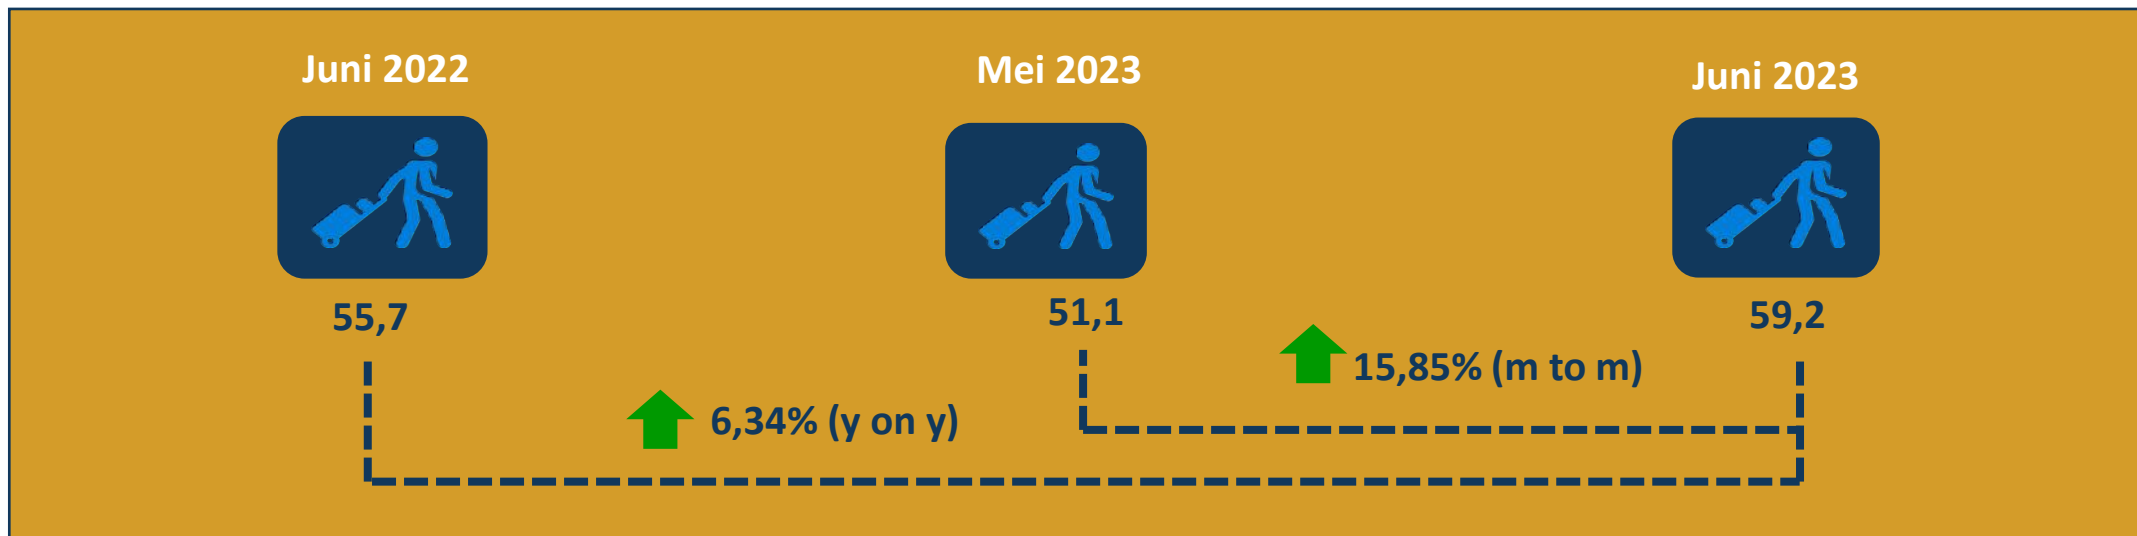 Juni 2022
Mei 2023
Juni 2023
55,7
51,1
59,2
15,85% (m to m)
6,34% (y on y)